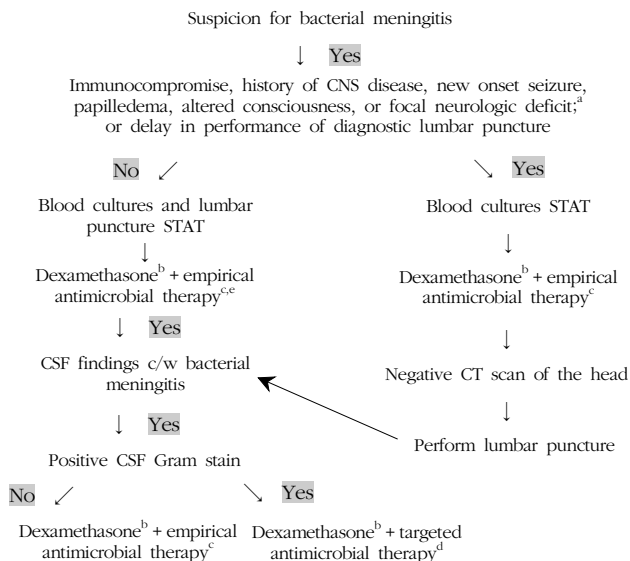 Suspicion for bacterial meningitis
↓ Yes
Immunocompromise, history of CNS disease, new onset seizure,
papilledema, altered consciousness, or focal neurologic deficit;a
or delay in performance of diagnostic lumbar puncture
No ↙
↘ Yes
Blood cultures and lumbar
puncture STAT
↓
Dexamethasoneb + empirical
antimicrobial therapyc,e
↓ Yes
CSF findings c/w bacterial
meningitis
↓ Yes
Positive CSF Gram stain
Blood cultures STAT
↓
Dexamethasoneb + empirical
antimicrobial therapyc
↓
Negative CT scan of the head
↓
Perform lumbar puncture
No ↙
↘ Yes
Dexamethasoneb + empirical
antimicrobial therapyc
Dexamethasoneb + targeted
antimicrobial therapyd